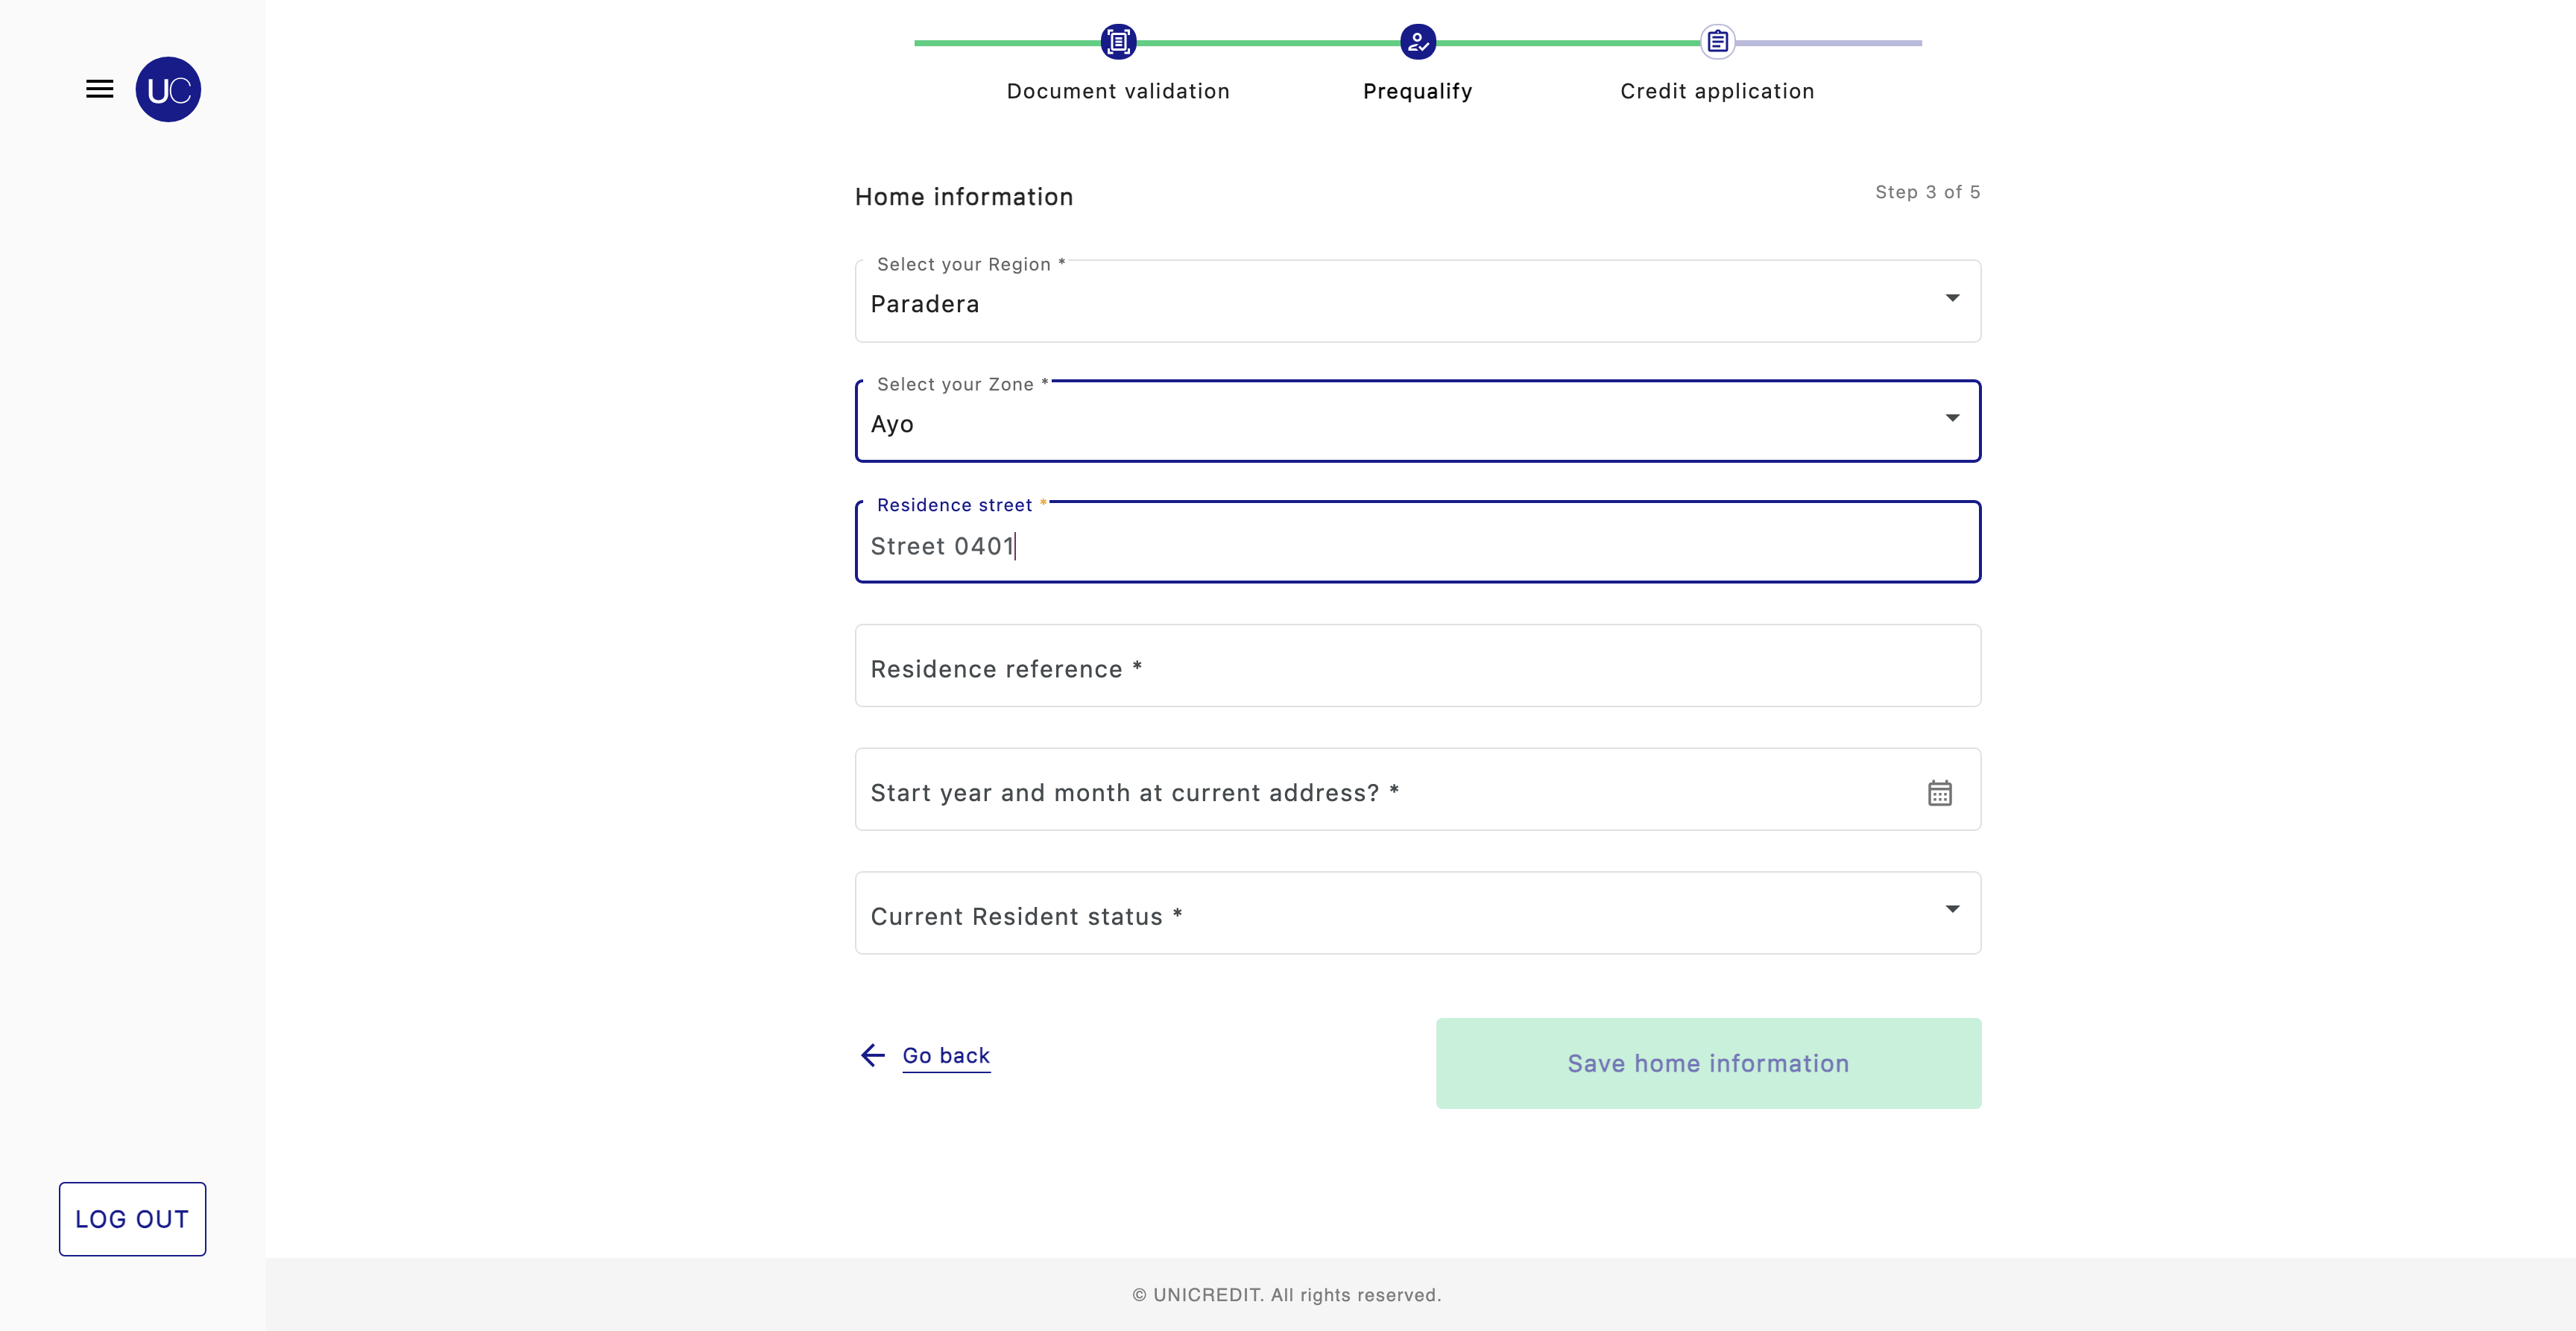 UC
Document validation
Prequalify
Credit application
Home information
Step 3 of 5
Select your Region *
Paradera
Select your Zone *
Ayo
Residence street *
Street 0401
Residence reference *
Start year and month at current address? *
Current Resident status *
Go back
Save home information
LOG OUT
© UNICREDIT. All rights reserved.